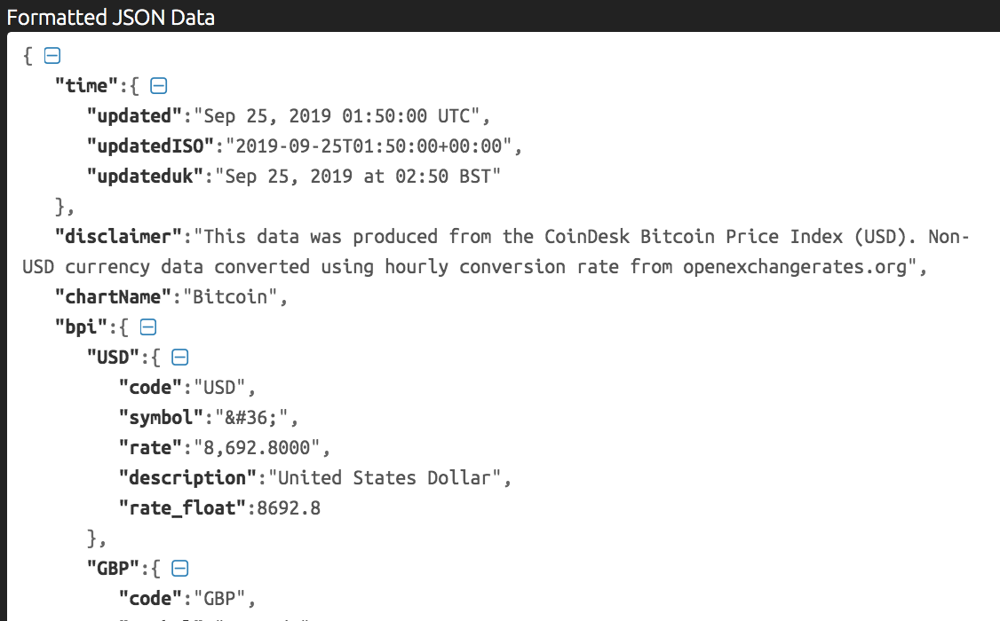 Formatted JSON Data
{
"time":{
"updated":"Sep 25, 2019 01:50:00 UTC",
"updatedISO":"2019-09-25T01:50:00+00:00",
"updateduk":"Sep 25, 2019 at 02:50 BST"
},
"disclaimer":"This data was produced from the CoinDesk Bitcoin Price Index (USD). Non-
USD currency data converted using hourly conversion rate from openexchangerates.org",
"chartName":"Bitcoin",
"bpi":{
"USD":{
"code":"USD",
"symbol":"&#36;",
"rate":"8,692.8000",
"description":"United States Dollar",
"rate_float":8692.8
},
"GBP":{
"code":"GBP",